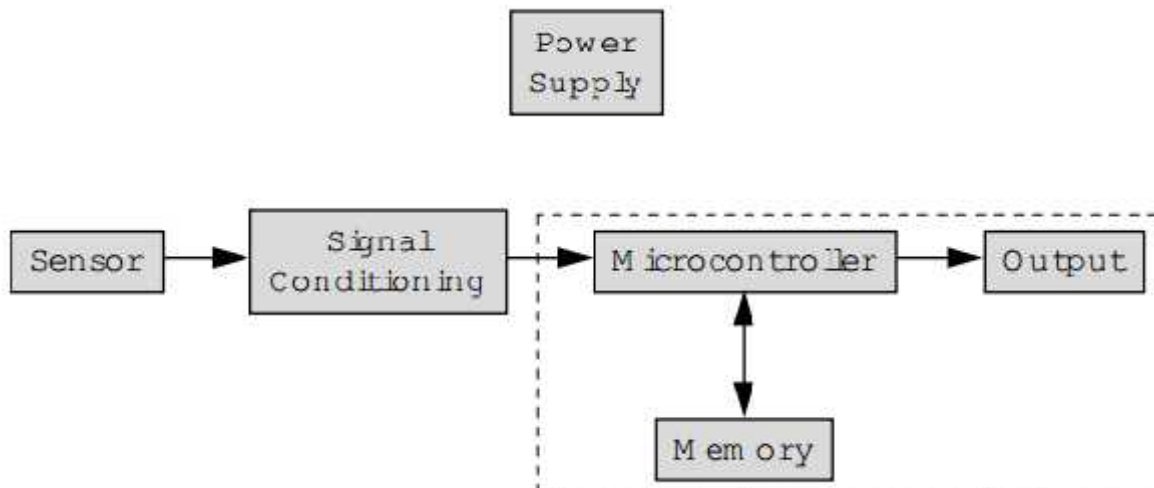 Power
Supply
Sensor
Signal
Conditioning
Microcontroller
Output
Memory